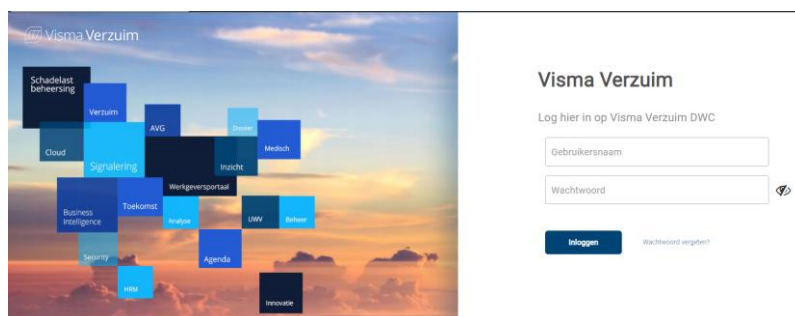 Visma Verzuim
Schadelast
beheersing
Verzuim
AVG
Dossier
Cloud
Signalering
Inzicht
Medisch
Werkgeversportaal
Business
Intelligence
Toekomst
Analyse
UWV
Beheer
Security
Agenda
HRM
Innovatie
Visma Verzuim
Log hier in op Visma Verzuim DWC
Gebruikersnaam
Wachtwoord
Inloggen
Wachtwoord vergeten?